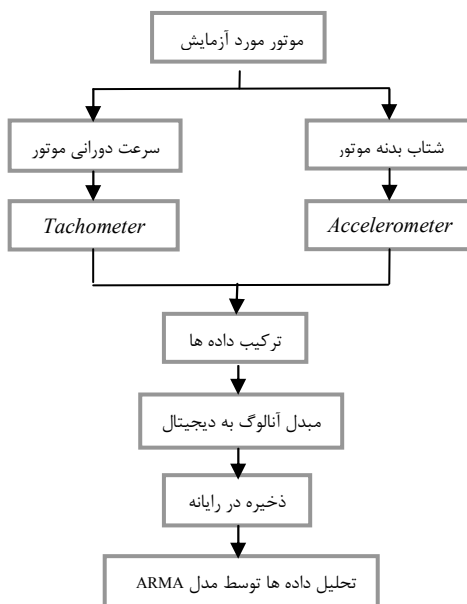 موتور مورد آزمایش
سرعت دورانی موتور
شتاب بدنه موتور
Tachometer
Accelerometer
ترکیب داده ها
مبدل آنالوگ به دیجیتال
ذخیره در رایانه
تحلیل داده ها توسط مدل ARMA